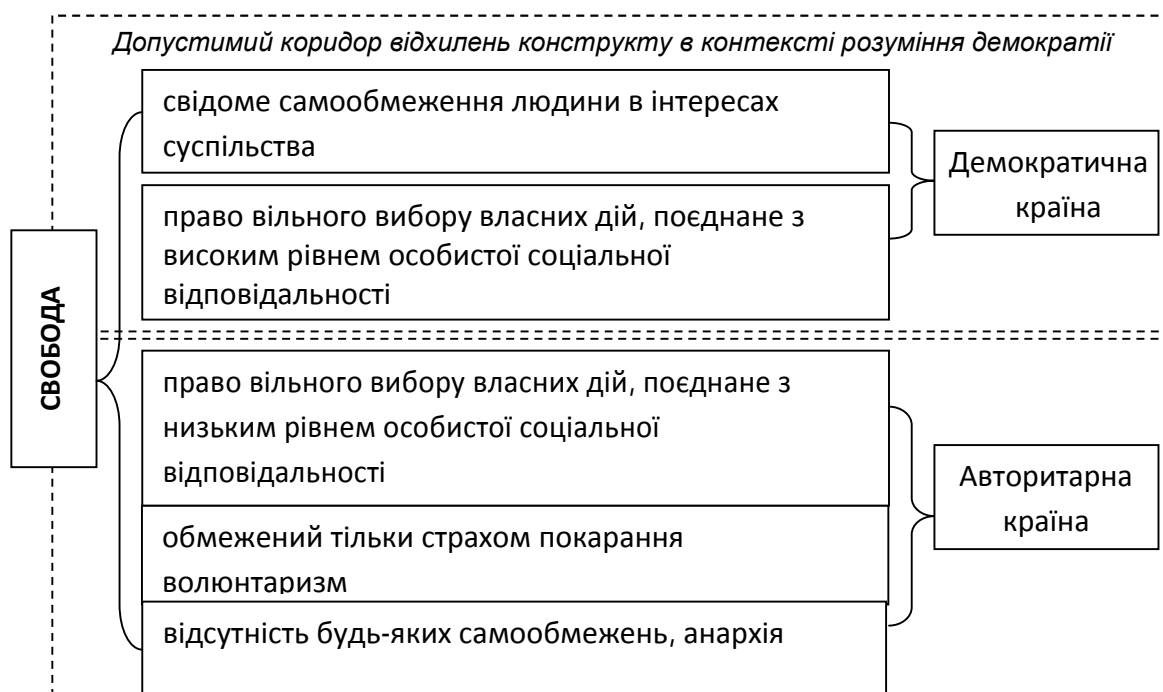 Допустимий коридор відхилень конструкту в контексті розуміння демократії
свідоме самообмеження людини в інтересах
суспільства
Демократична
країна
право вільного вибору власних дій, поєднане з
високим рівнем особистої соціальної
відповідальності
СВОБОДА
право вільного вибору власних дій, поєднане з
низьким рівнем особистої соціальної
відповідальності
Авторитарна
країна
обмежений тільки страхом покарання
волюнтаризм
відсутність будь-яких самообмежень, анархія